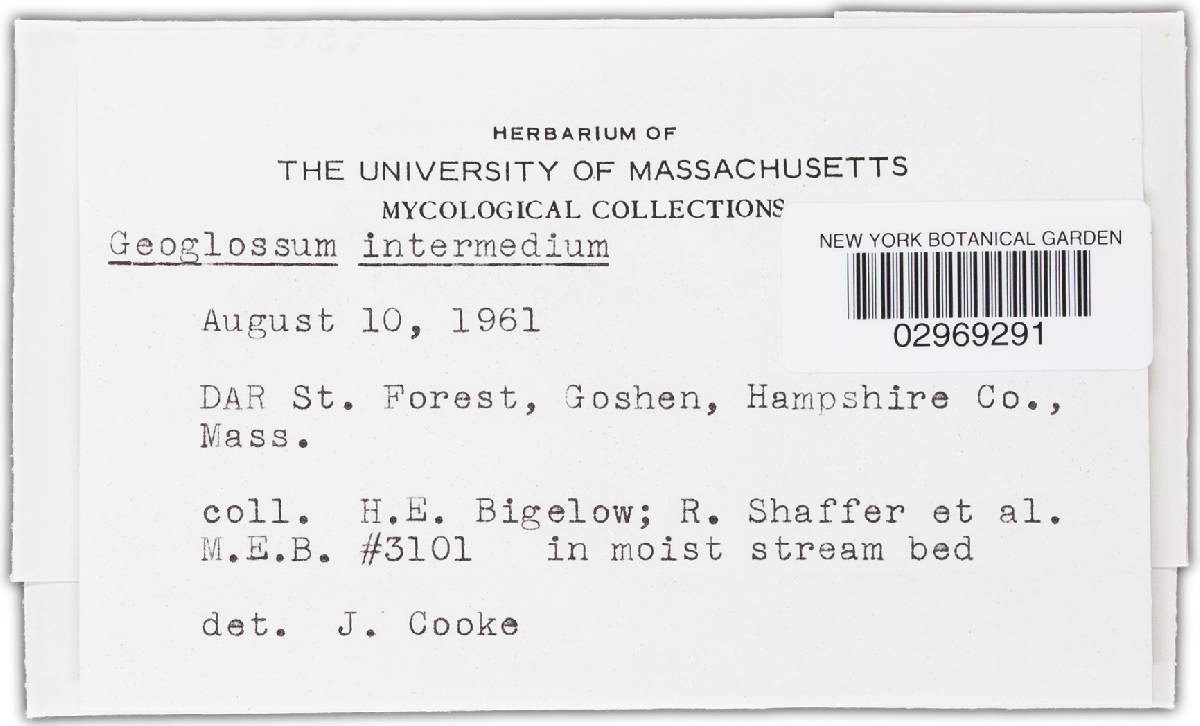 HERBARIUM OF
THE UNIVERSITY OF MASSACHUSETTS
MYCOLOGICAL COLLECTIONS
Geoglossum intermedium
NEW YORK BOTANICAL GARDEN
02969291
August 10, 1961
DAR St. Forest, Goshen, Hampshire Co.,
Mass.
coll. H.E. Bigelow; R. Shaffer et al.
M.E.B. #3101 in moist stream bed
det. J. Cooke